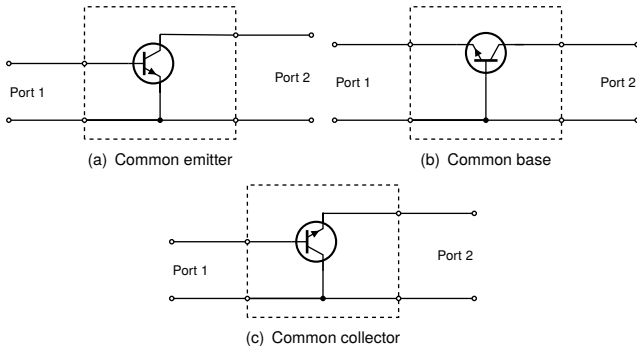 Port 1
Port 2
(a) Common emitter
Port 1
Port 2
(b) Common base
Port 1
Port 2
(c) Common collector